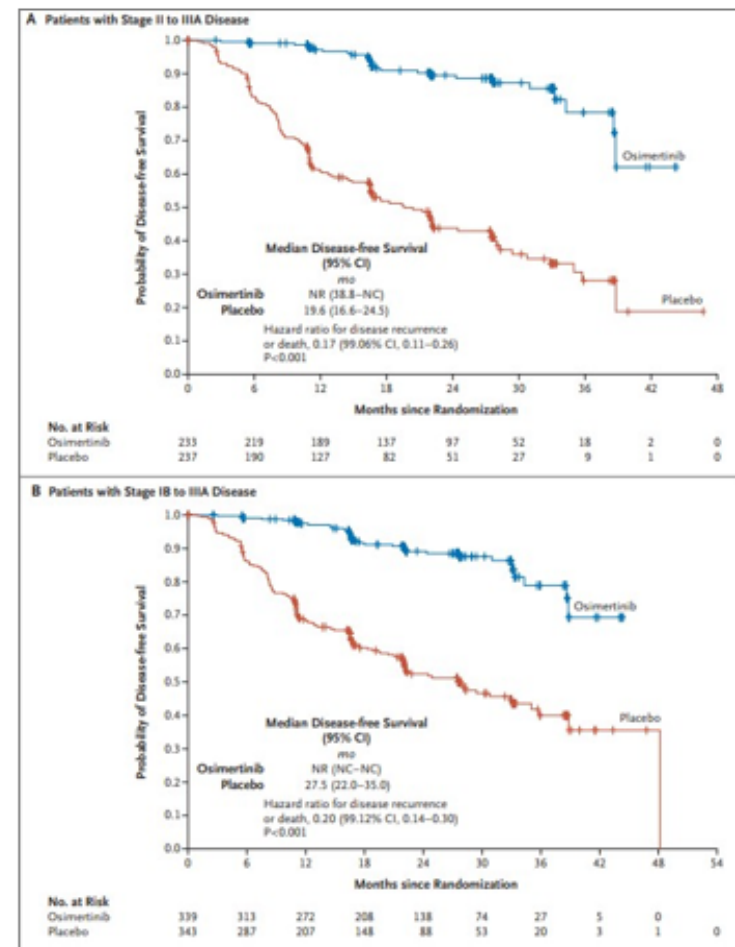 A Patients with Stage II to IIIA Disease
Probability of Disease-free Survival
1.0
0.9
0.8
0.7
0.6
0.5
0.4
0.3
0.2
0.1
0.0
Osimertinib
Placebo
Median Disease-free Survival
(95% CI)
mo
Osimertinib NR (38.8–NC)
Placebo 19.6 (16.6–24.5)
Hazard ratio for disease recurrence
or death, 0.17 (99.06% CI, 0.11–0.26)
P<0.001
0 6 12 18 24 30 36 42 48
Months since Randomization
No. at Risk
Osimertinib 233 219 189 137 97 52 18 2 0
Placebo 237 190 127 82 51 27 9 1 0
B Patients with Stage IB to IIIA Disease
Probability of Disease-free Survival
1.0
0.9
0.8
0.7
0.6
0.5
0.4
0.3
0.2
0.1
0.0
Osimertinib
Placebo
Median Disease-free Survival
(95% CI)
mo
Osimertinib NR (NC–NC)
Placebo 27.5 (22.0–35.0)
Hazard ratio for disease recurrence
or death, 0.20 (99.12% CI, 0.14–0.30)
P<0.001
0 6 12 18 24 30 36 42 48 54
Months since Randomization
No. at Risk
Osimertinib 339 313 272 208 138 74 27 5 0
Placebo 343 287 207 148 88 53 20 3 1 0